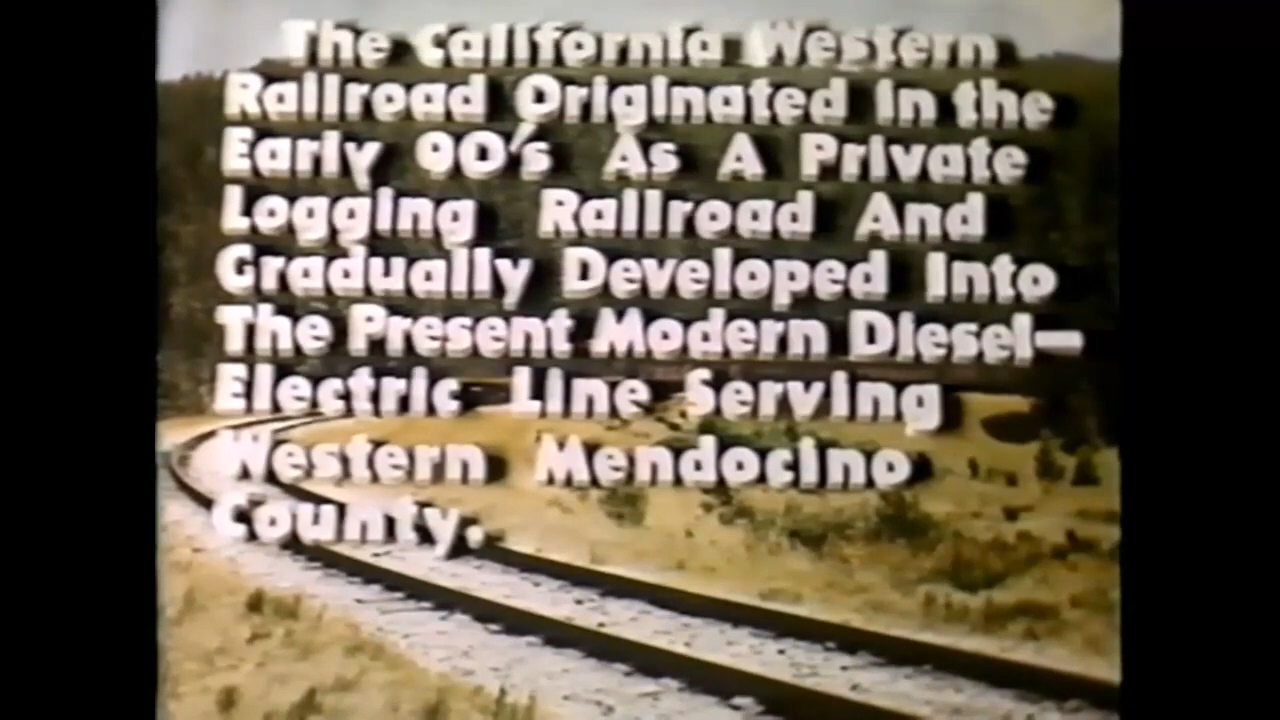 The California Western
Railroad Originated in the
Early 90's As A Private
Logging Railroad And
Gradually Developed Into
The Present Modern Diesel-
Electric Line Serving
Western Mendocino
County.